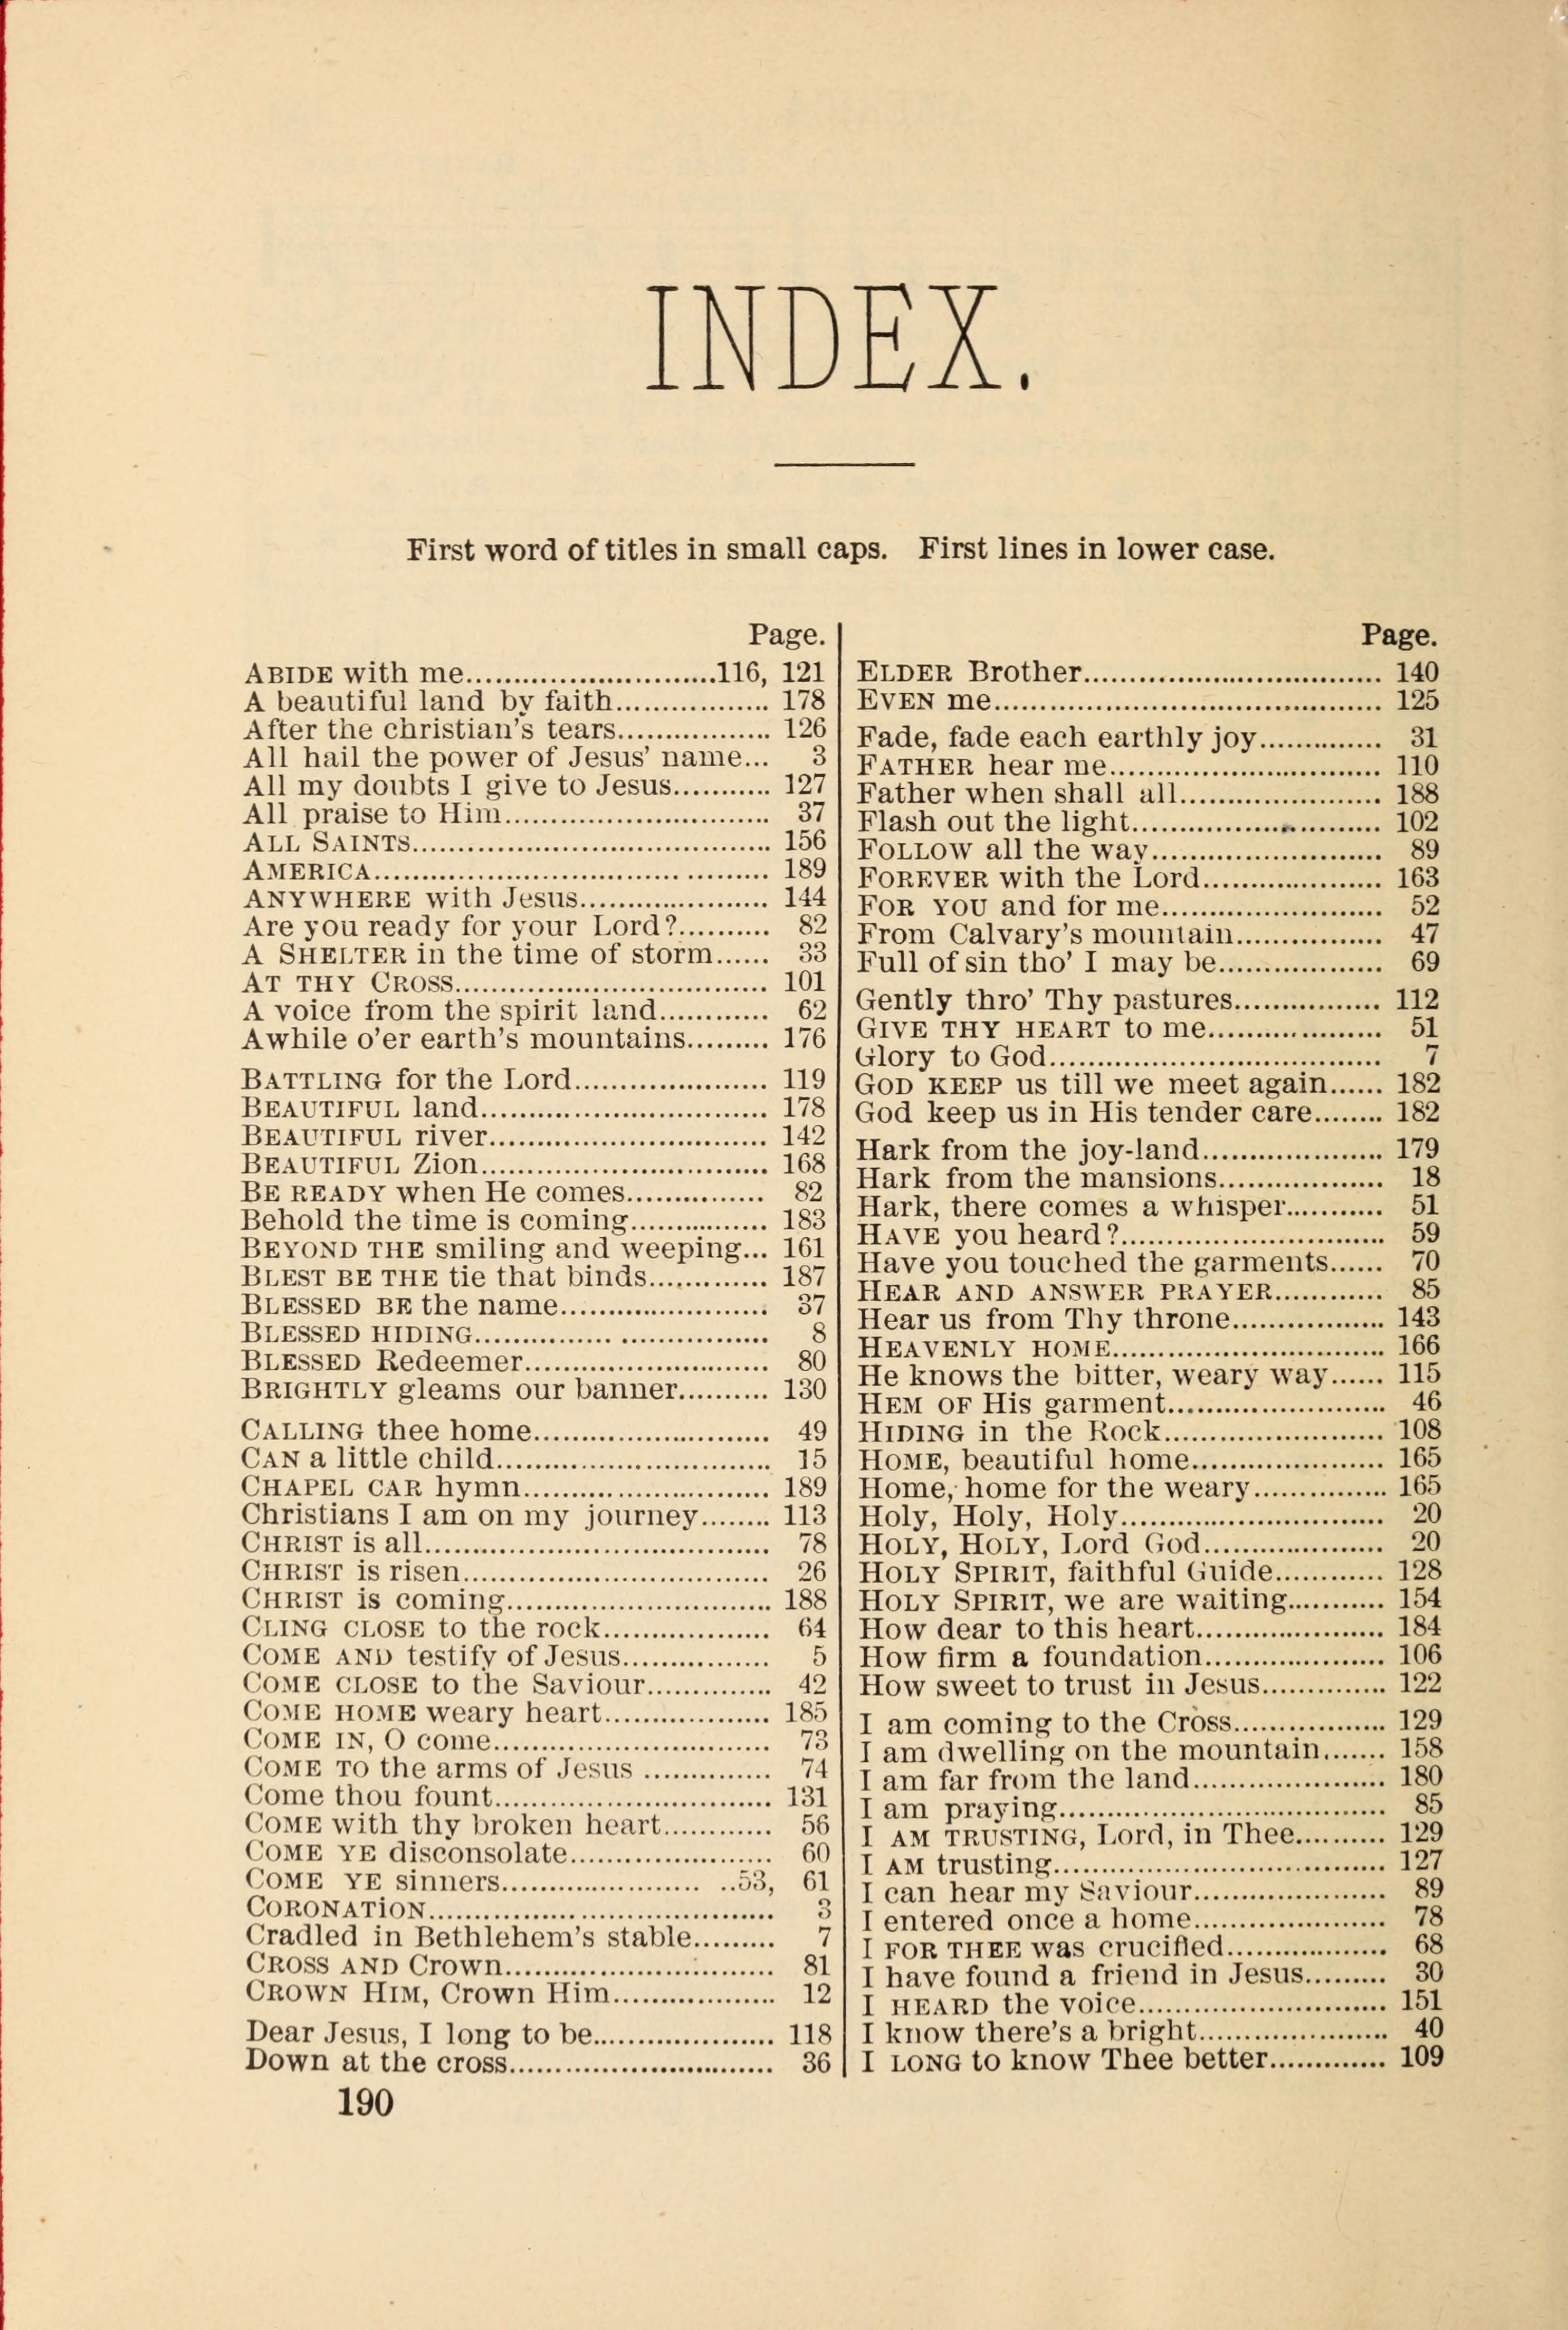 INDEX.
First word of titles in small caps. First lines in lower case.
Page.
ABIDE with me...........................116, 121
A beautiful land by faith................. 178
After the christian's tears................. 126
All hail the power of Jesus' name... 3
All my doubts I give to Jesus........... 127
All praise to Him............................. 37
ALL SAINTS....................................... 156
AMERICA........................................... 189
ANYWHERE with Jesus..................... 144
Are you ready for your Lord?.......... 82
A SHELTER in the time of storm...... 33
AT THY CROSS.................................. 101
A voice from the spirit land............ 62
Awhile o'er earth's mountains......... 176
BATTLING for the Lord..................... 119
BEAUTIFUL land............................... 178
BEAUTIFUL river.............................. 142
BEAUTIFUL Zion............................... 168
BE READY when He comes............... 82
Behold the time is coming................ 183
BEYOND THE smiling and weeping... 161
BLEST BE THE tie that binds............. 187
BLESSED BE the name....................... 37
BLESSED HIDING................................ 8
BLESSED Redeemer.......................... 80
BRIGHTLY gleams our banner.......... 130
CALLING thee home.......................... 49
CAN a little child.............................. 15
CHAPEL CAR hymn........................... 189
Christians I am on my journey........ 113
CHRIST is all...................................... 78
CHRIST is risen.................................. 26
CHRIST is coming............................. 188
CLING CLOSE to the rock.................. 64
COME AND testify of Jesus................ 5
COME CLOSE to the Saviour.............. 42
COME HOME weary heart................... 185
COME IN, O come.............................. 73
COME TO the arms of Jesus .............. 74
Come thou fount.............................. 131
COME with thy broken heart............ 56
COME YE disconsolate...................... 60
COME YE sinners...................... ..53, 61
CORONATION...................................... 3
Cradled in Bethlehem's stable......... 7
CROSS AND Crown............................ 81
CROWN HIM, Crown Him.................. 12
Dear Jesus, I long to be.................... 118
Down at the cross............................. 36
190
Page.
ELDER Brother................................. 140
EVEN me........................................... 125
Fade, fade each earthly joy.............. 31
FATHER hear me.............................. 110
Father when shall all...................... 188
Flash out the light............................ 102
FOLLOW all the way......................... 89
FOREVER with the Lord.................... 163
FOR YOU and for me........................ 52
From Calvary's mountain................ 47
Full of sin tho' I may be.................. 69
Gently thro' Thy pastures................ 112
GIVE THY HEART to me................... 51
Glory to God..................................... 7
GOD KEEP us till we meet again...... 182
God keep us in His tender care........ 182
Hark from the joy-land.................... 179
Hark from the mansions.................. 18
Hark, there comes a whisper........... 51
HAVE you heard?............................. 59
Have you touched the garments...... 70
HEAR AND ANSWER PRAYER............ 85
Hear us from Thy throne................. 143
HEAVENLY HOME.............................. 166
He knows the bitter, weary way...... 115
HEM OF His garment........................ 46
HIDING in the Rock........................ 108
HOME, beautiful home..................... 165
Home, home for the weary............... 165
Holy, Holy, Holy............................. 20
HOLY, HOLY, Lord God.................... 20
HOLY SPIRIT, faithful Guide............ 128
HOLY SPIRIT, we are waiting........... 154
How dear to this heart..................... 184
How firm a foundation.................... 106
How sweet to trust in Jesus.............. 122
I am coming to the Cross................. 129
I am dwelling on the mountain....... 158
I am far from the land..................... 180
I am praying.................................... 85
I AM TRUSTING, Lord, in Thee.......... 129
I AM trusting.................................... 127
I can hear my Saviour...................... 89
I entered once a home...................... 78
I FOR THEE was crucified.................. 68
I have found a friend in Jesus......... 30
I HEARD the voice............................ 151
I know there's a bright..................... 40
I LONG to know Thee better............. 109